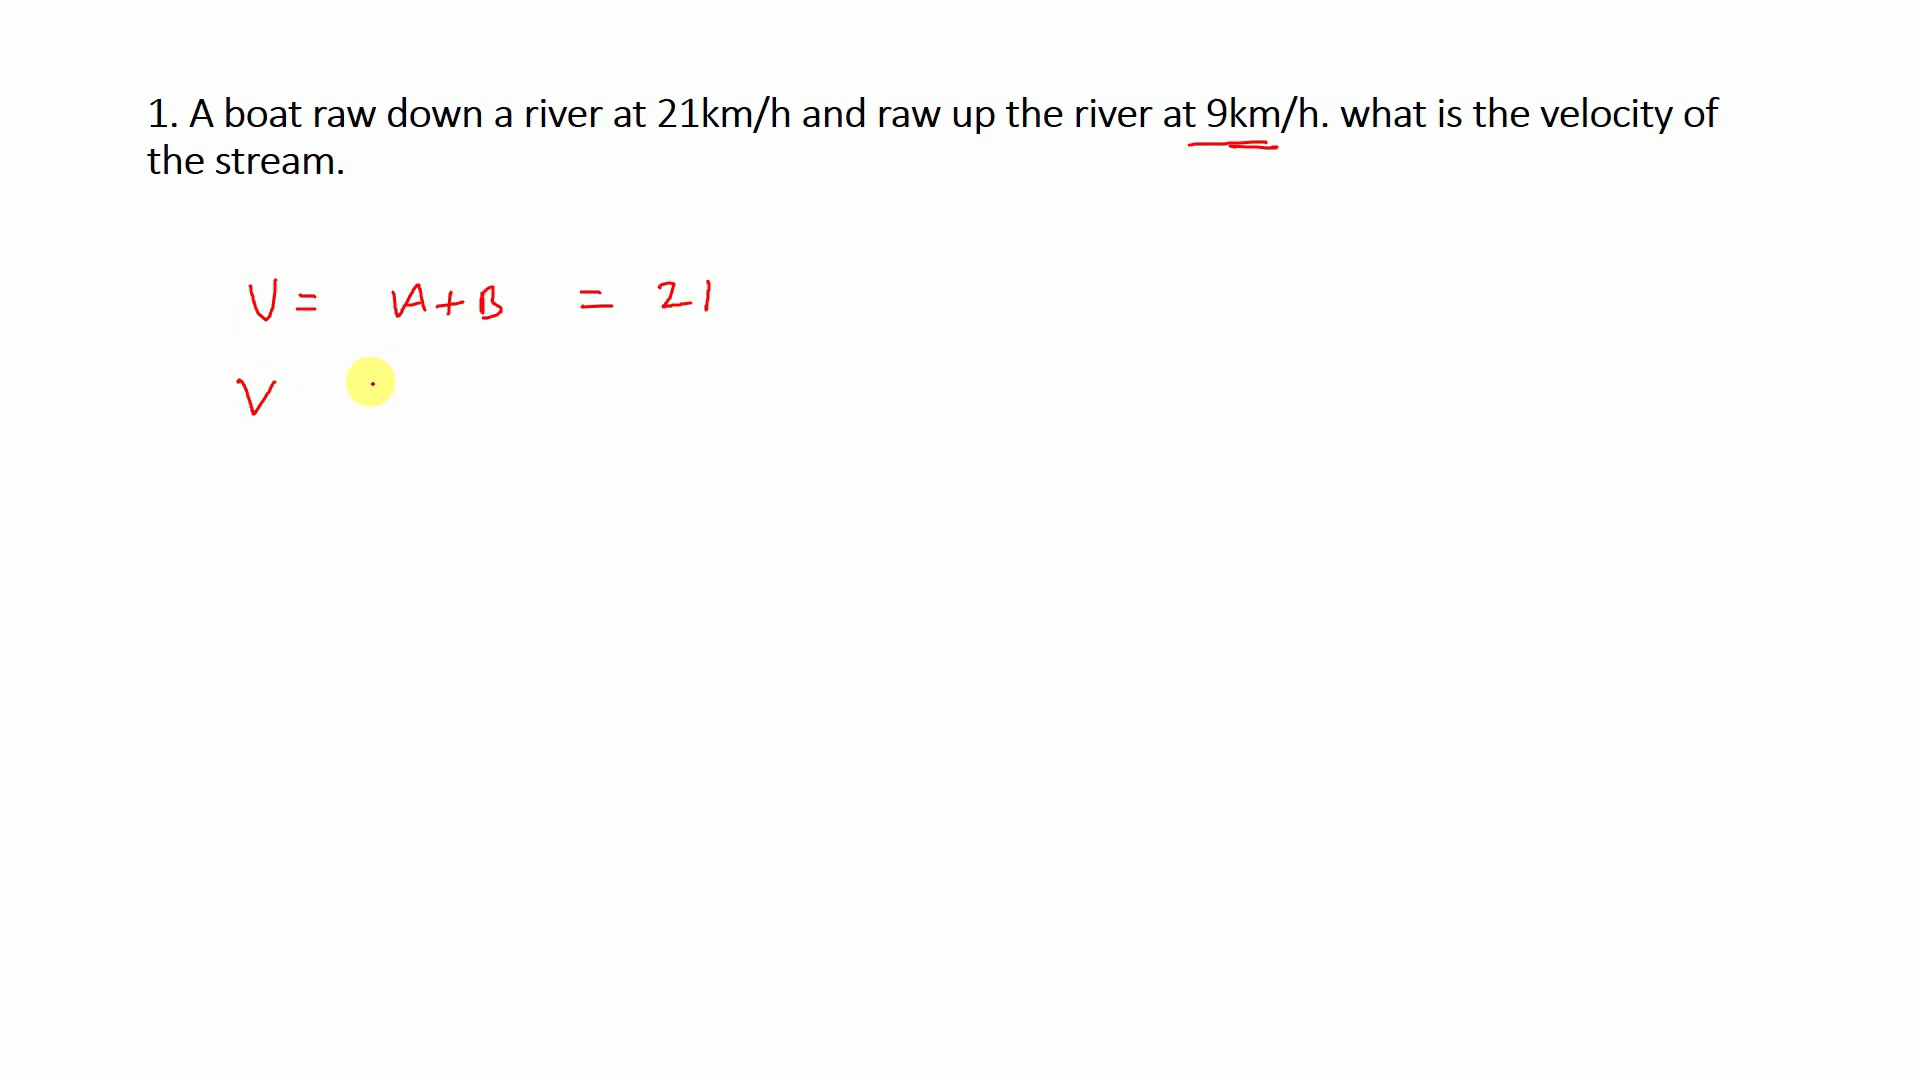 1. A boat raw down a river at 21km/h and raw up the river at 9km/h. what is the velocity of
the stream.
V = A+B = 21
V